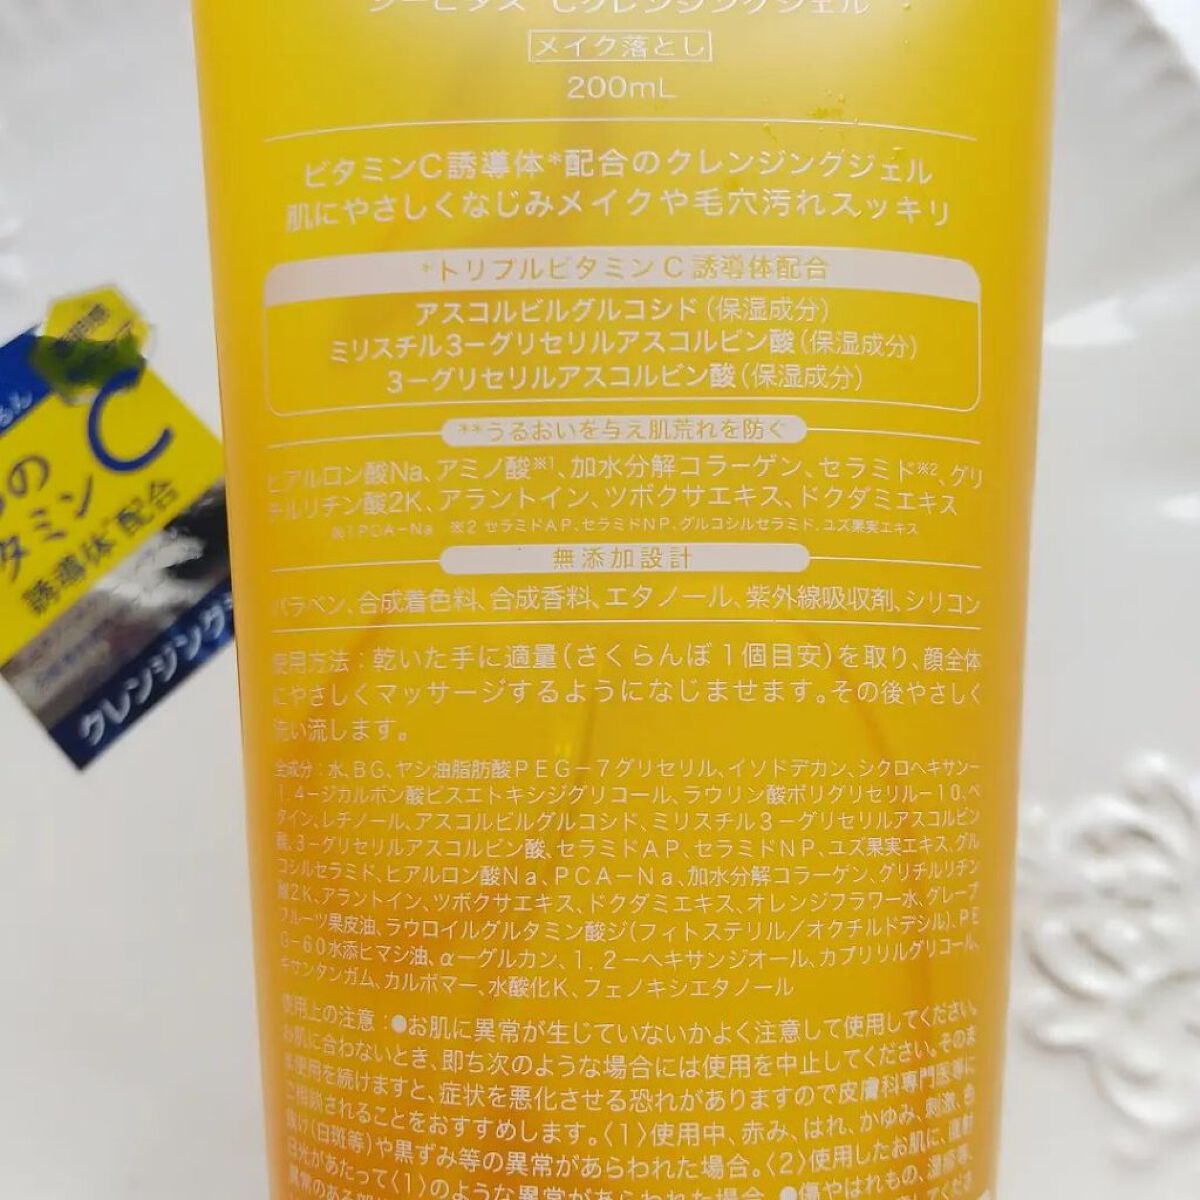 シービタス Cクレンジングジェル
メイク落とし
200mL
ビタミンC誘導体*配合のクレンジングジェル
肌にやさしくなじみメイクや毛穴汚れスッキリ
*トリプルビタミンC誘導体配合
アスコルビルグルコシド(保湿成分)
ミリスチル3ーグリセリルアスコルビン酸(保湿成分)
3ーグリセリルアスコルビン酸(保湿成分)
**うるおいを与え肌荒れを防ぐ
ヒアルロン酸Na、アミノ酸※1、加水分解コラーゲン、セラミド※2、グリ
チルリチン酸2K、アラントイン、ツボクサエキス、ドクダミエキス
※1PCA-Na ※2 セラミドAP、セラミドNP、グルコシルセラミド、ユズ果実エキス
無添加設計
パラベン、合成着色料、合成香料、エタノール、紫外線吸収剤、シリコン
使用方法:乾いた手に適量(さくらんぼ1個目安)を取り、顔全体
にやさしくマッサージするようになじませます。その後やさしく
洗い流します。
全成分:水、BG、ヤシ油脂肪酸PEG-7グリセリル、イソドデカン、シクロヘキサン-
1,4-ジカルボン酸ビスエトキシジグリコール、ラウリン酸ポリグリセリル-10、ベ
タイン、レチノール、アスコルビルグルコシド、ミリスチル3ーグリセリルアスコルビン
酸、3ーグリセリルアスコルビン酸、セラミドAP、セラミドNP、ユズ果実エキス、グル
コシルセラミド、ヒアルロン酸Na、PCA-Na、加水分解コラーゲン、グリチルリチン
酸2K、アラントイン、ツボクサエキス、ドクダミエキス、オレンジフラワー水、グレープ
フルーツ果皮油、ラウロイルグルタミン酸ジ(フィトステリル/オクチルドデシル)、PE
G-60水添ヒマシ油、α-グルカン、1,2-ヘキサンジオール、カプリリルグリコール、
キサンタンガム、カルボマー、水酸化K、フェノキシエタノール
使用上の注意:●お肌に異常が生じていないかよく注意して使用してください。
お肌に合わないとき、即ち次のような場合には使用を中止してください。そのま
ま使用を続けますと、症状を悪化させる恐れがありますので皮膚科専門医等に
ご相談されることをおすすめします。〈1〉使用中、赤み、はれ、かゆみ、刺激、色
抜け(白斑等)や黒ずみ等の異常があらわれた場合。〈2〉使用したお肌に、直射
日光があたって〈1〉のような異常があらわれた場合。●傷やはれもの、湿疹等、
の
タミンC
誘導体*配合
クレンジング